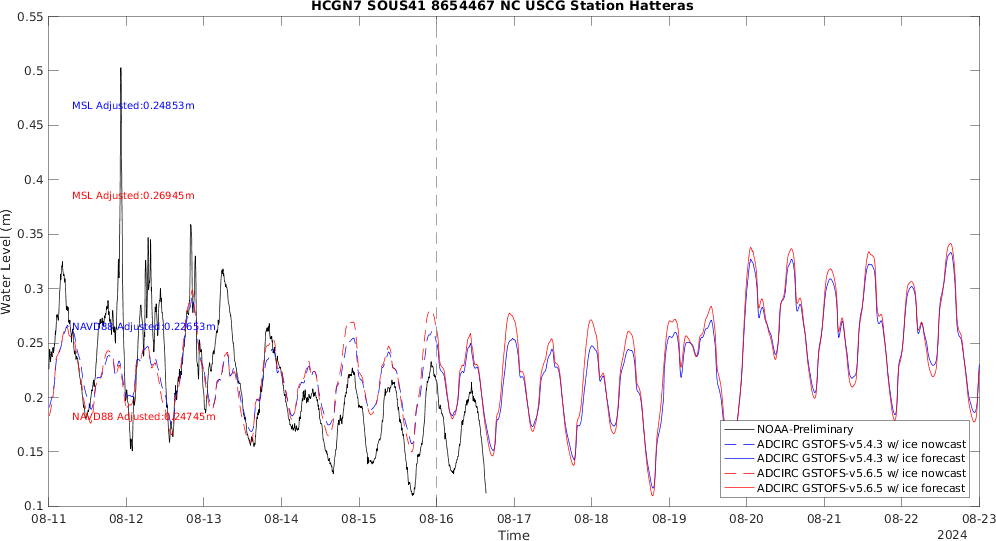 HCGN7 SOUS41 8654467 NC USCG Station Hatteras
0.55
0.5
0.45
0.4
0.35
0.3
0.25
0.2
0.15
0.1
Water Level (m)
MSL Adjusted:0.24853m
MSL Adjusted:0.26945m
NAVD88 Adjusted:0.22653m
NAVD88 Adjusted:0.24745m
NOAA-Preliminary
ADCIRC GSTOFS-v5.4.3 w/ ice nowcast
ADCIRC GSTOFS-v5.4.3 w/ ice forecast
ADCIRC GSTOFS-v5.6.5 w/ ice nowcast
ADCIRC GSTOFS-v5.6.5 w/ ice forecast
08-11 08-12 08-13 08-14 08-15 08-16 08-17 08-18 08-19 08-20 08-21 08-22 08-23
Time
2024